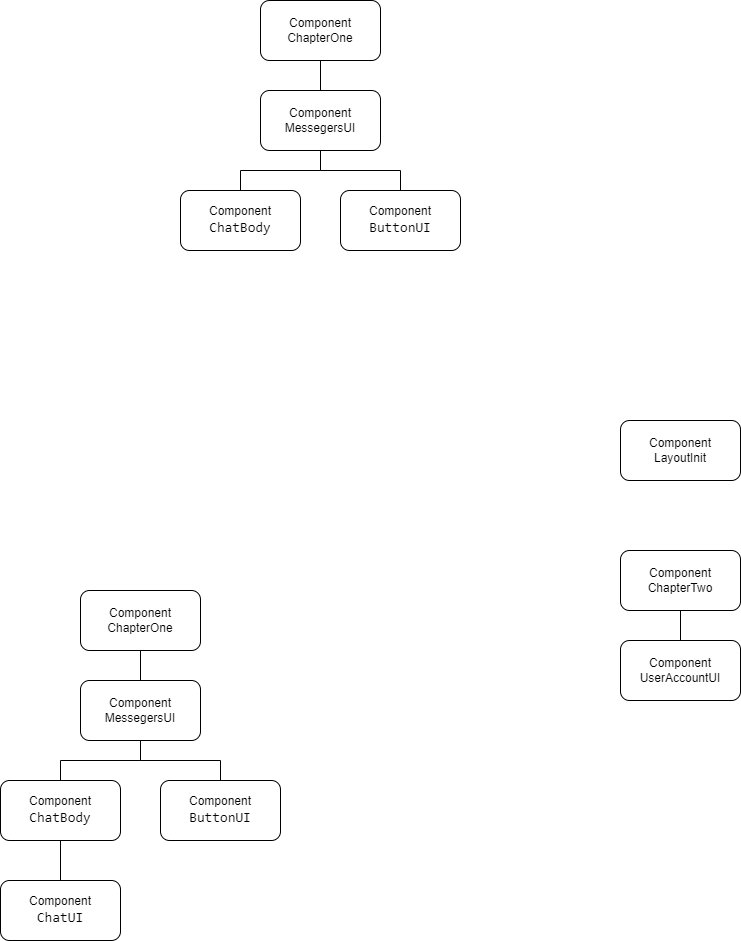 Component
ChapterOne
Component
MessegersUI
Component
ChatBody
Component
ButtonUI
Component
LayoutInit
Component
ChapterTwo
Component
UserAccountUI
Component
ChapterOne
Component
MessegersUI
Component
ChatBody
Component
ButtonUI
Component
ChatUI